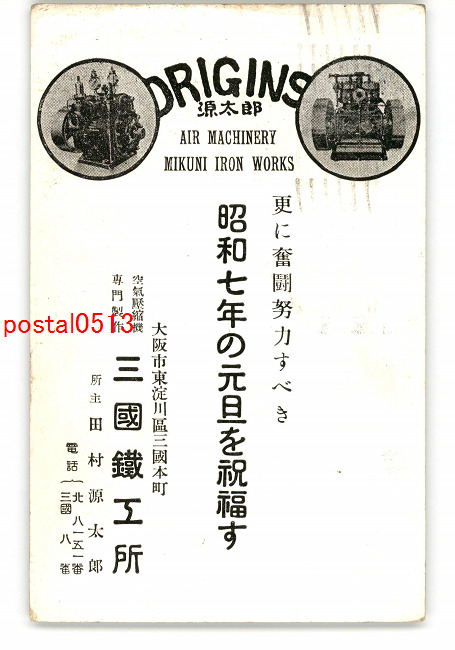 ORIGINS
源太郎
AIR MACHINERY
MIKUNI IRON WORKS
更に奮鬪努力すべき
昭和七年の元旦を祝福す
大阪市東淀川區三國本町
空氣壓縮機
專門製作
三國鐵工所
所主 田村源太郎
電話 北八一五一番
三國 八番
postal0513